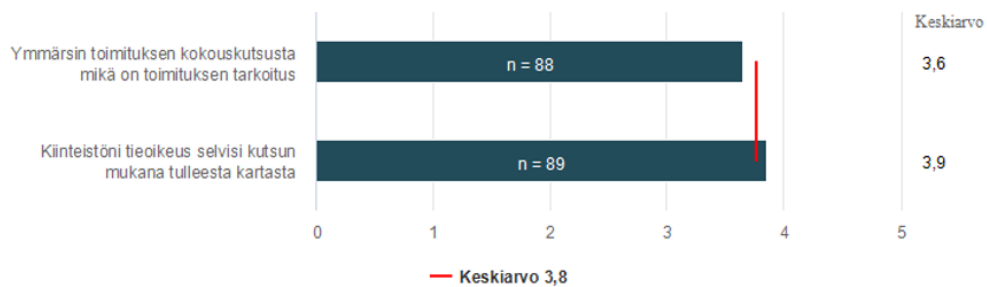 Keskiarvo
Ymmärsin toimituksen kokouskutsusta
mikä on toimituksen tarkoitus
n = 88
3,6
Kiinteistöni tieoikeus selvisi kutsun
mukana tulleesta kartasta
n = 89
3,9
0 1 2 3 4 5
Keskiarvo 3,8